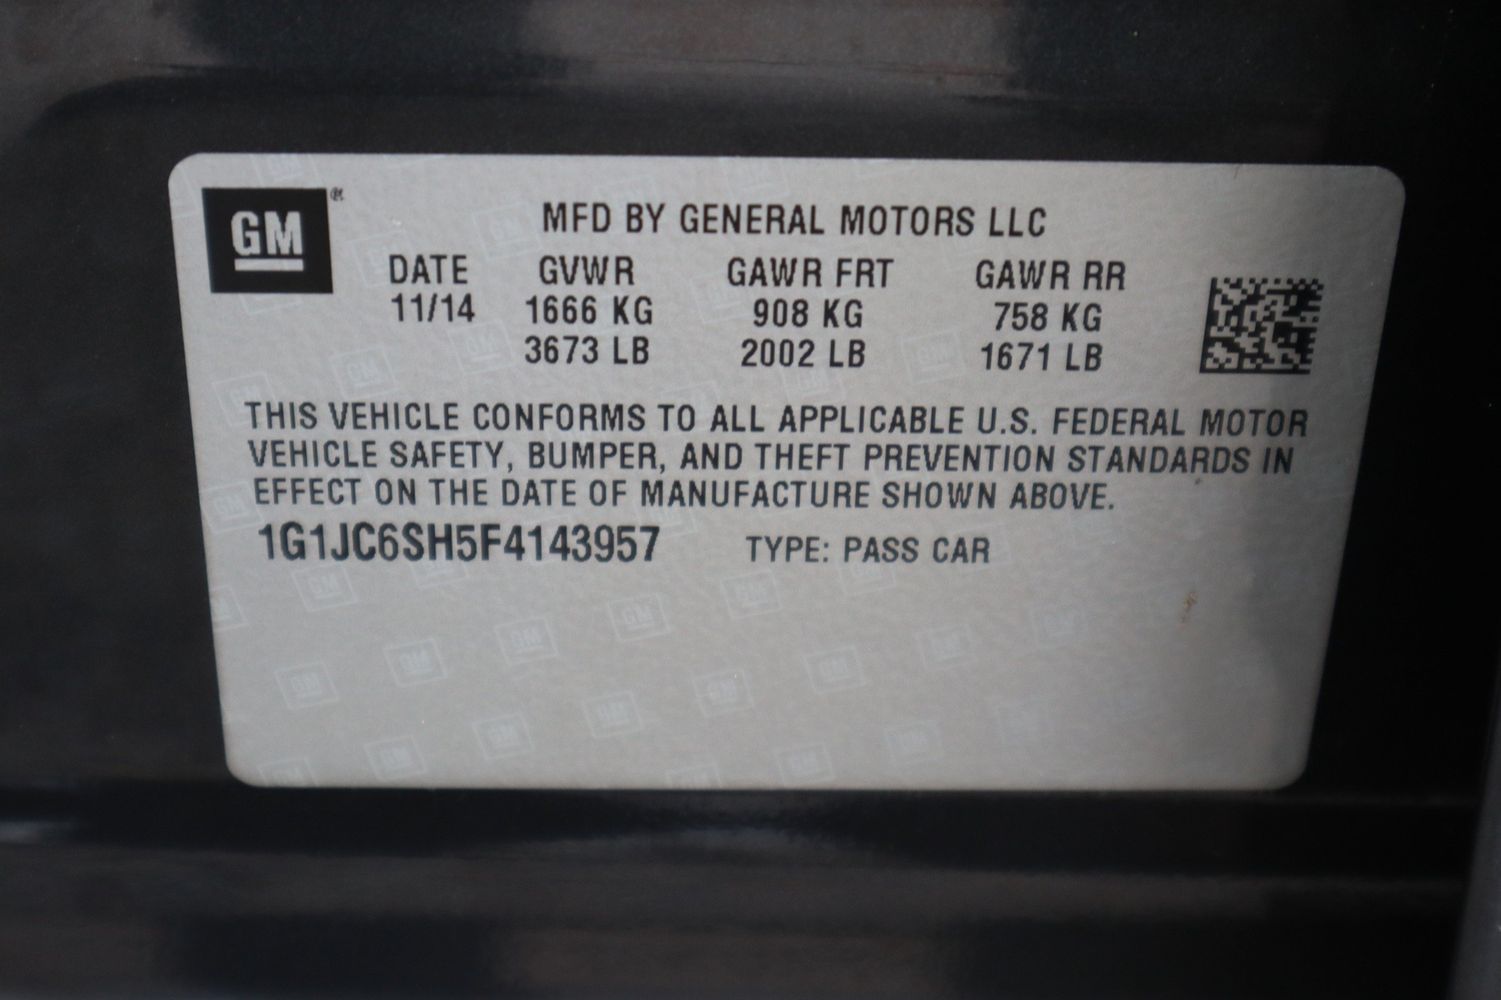 GM
MFD BY GENERAL MOTORS LLC
DATE GVWR GAWR FRT GAWR RR
11/14 1666 KG 908 KG 758 KG
3673 LB 2002 LB 1671 LB
THIS VEHICLE CONFORMS TO ALL APPLICABLE U.S. FEDERAL MOTOR
VEHICLE SAFETY, BUMPER, AND THEFT PREVENTION STANDARDS IN
EFFECT ON THE DATE OF MANUFACTURE SHOWN ABOVE.
1G1JC6SH5F4143957 TYPE: PASS CAR